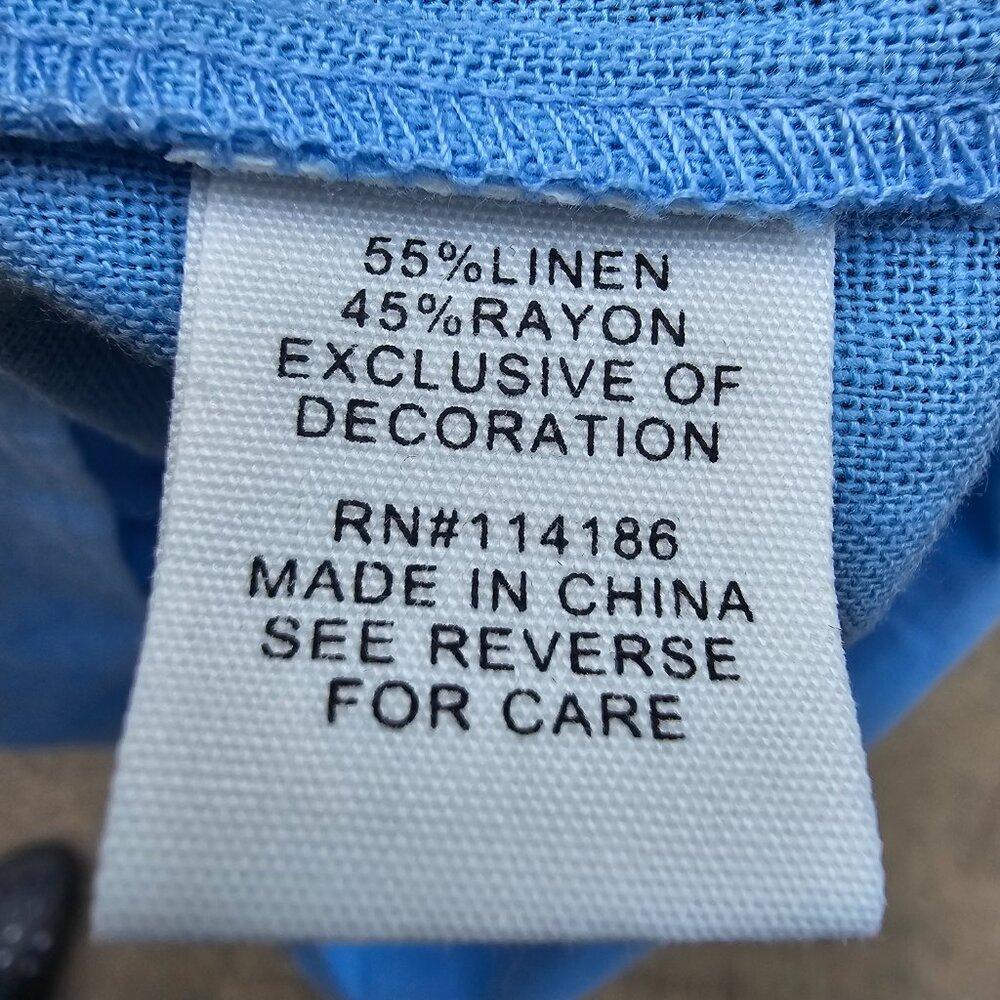 55%LINEN
45%RAYON
EXCLUSIVE OF
DECORATION
RN#114186
MADE IN CHINA
SEE REVERSE
FOR CARE